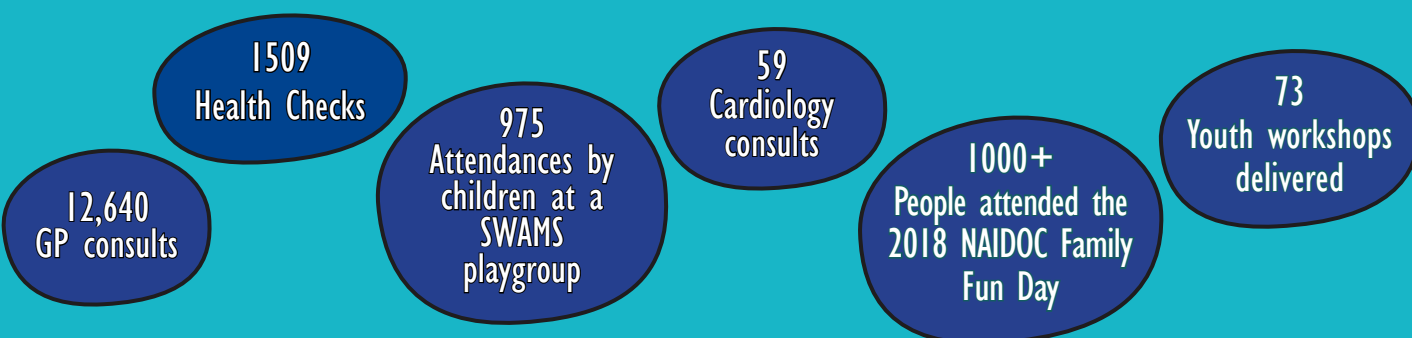 12,640
GP consults
1509
Health Checks
975
Attendances by
children at a
SWAMS
playgroup
59
Cardiology
consults
1000+
People attended the
2018 NAIDOC Family
Fun Day
73
Youth workshops
delivered